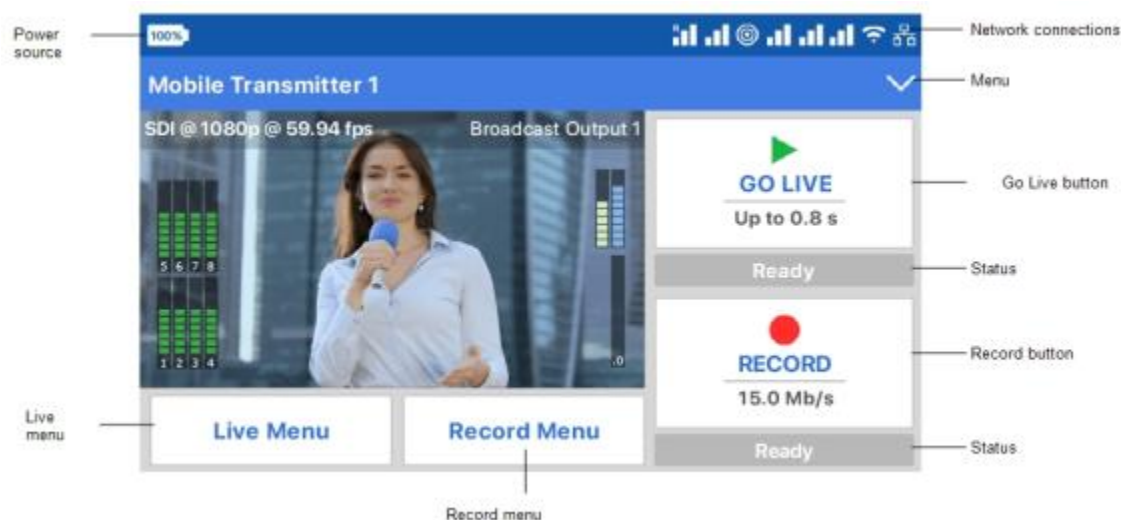 Power
source
100%
R
Network connections
Mobile Transmitter 1
Menu
SDI @ 1080p @ 59.94 fps
Broadcast Output 1
GO LIVE
Up to 0.8 s
Go Live button
5 6 7 8
Ready
Status
1 2 3 4
.0
RECORD
15.0 Mb/s
Record button
Live
menu
Live Menu
Record Menu
Ready
Status
Record menu